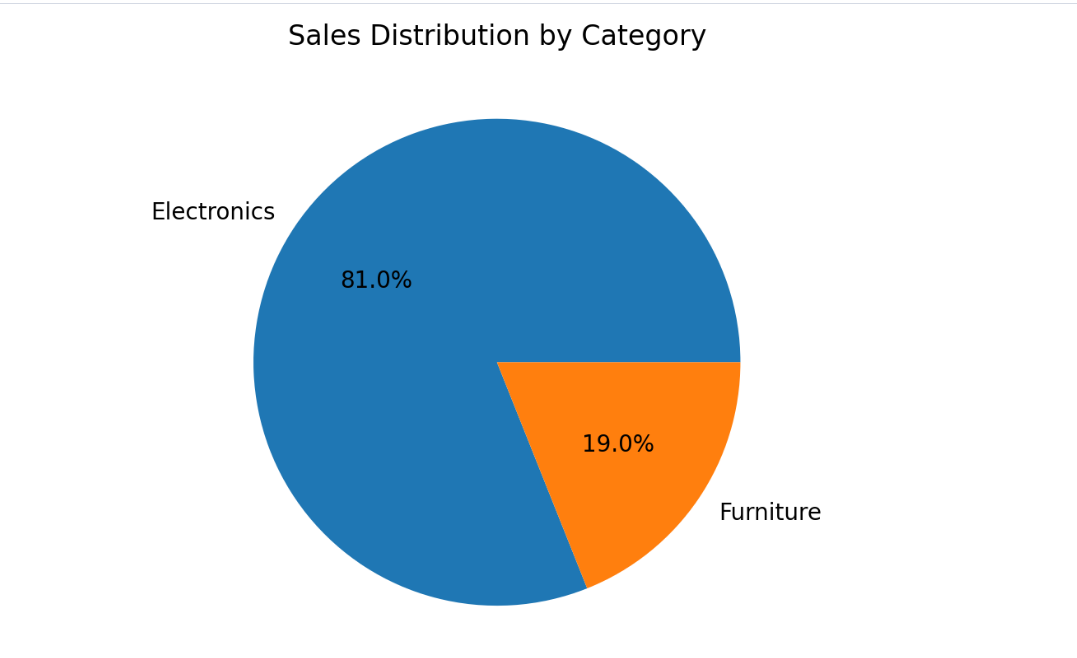 Sales Distribution by Category
Electronics
81.0%
19.0%
Furniture